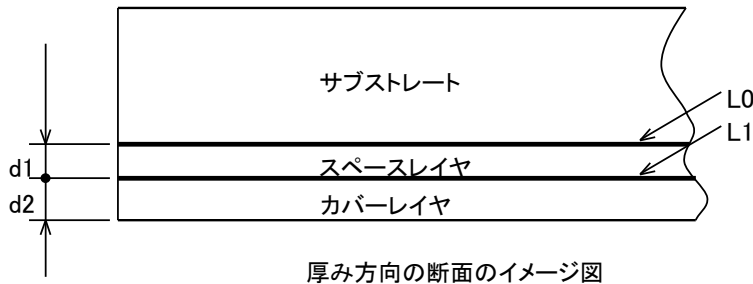 サブストレート
L0
L1
d1
スペースレイヤ
d2
カバーレイヤ
厚み方向の断面のイメージ図